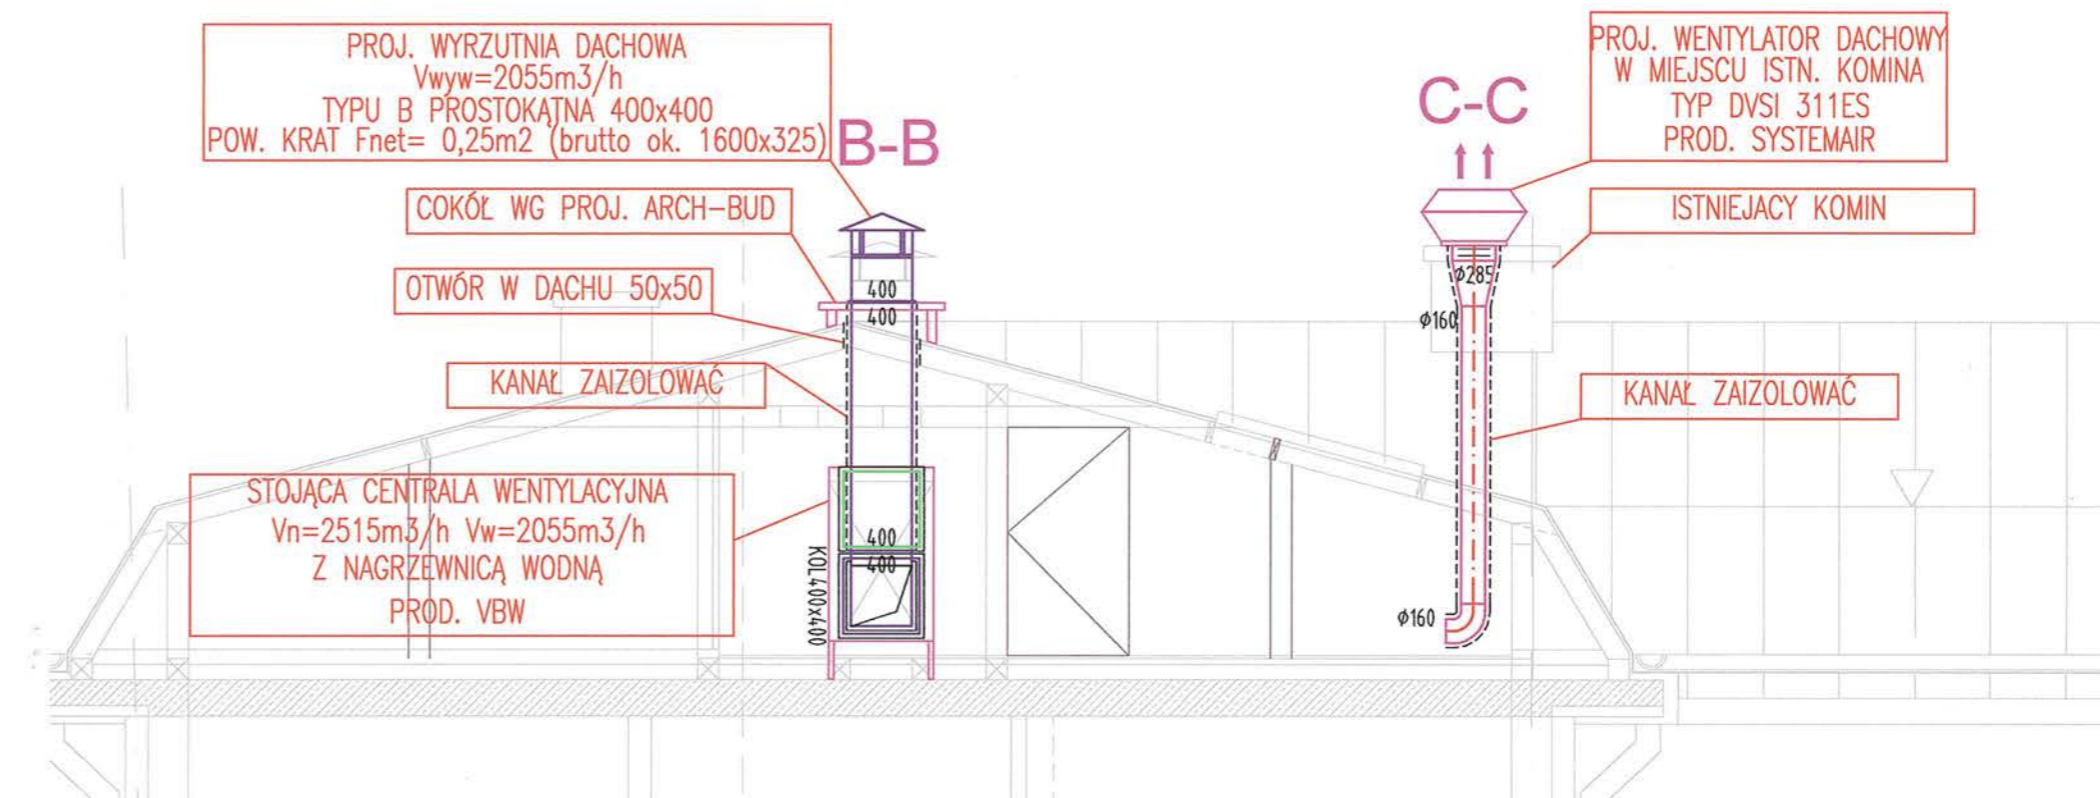 PROJ. WYRZUTNIA DACHOWA
Vwyw=2055m3/h
TYPU B PROSTOKĄTNA 400x400
POW. KRAT Fnet= 0,25m2 (brutto ok. 1600x325)
B-B
C-C
PROJ. WENTYLATOR DACHOWY
W MIEJSCU ISTN. KOMINA
TYP DVSI 311ES
PROD. SYSTEMAIR
COKÓŁ WG PROJ. ARCH-BUD
ISTNIEJACY KOMIN
OTWÓR W DACHU 50x50
400
400
ø285
ø160
KANAŁ ZAIZOLOWAĆ
KANAŁ ZAIZOLOWAĆ
STOJĄCA CENTRALA WENTYLACYJNA
Vn=2515m3/h Vw=2055m3/h
Z NAGRZEWNICĄ WODNĄ
PROD. VBW
400
400
KOL400x400
ø160